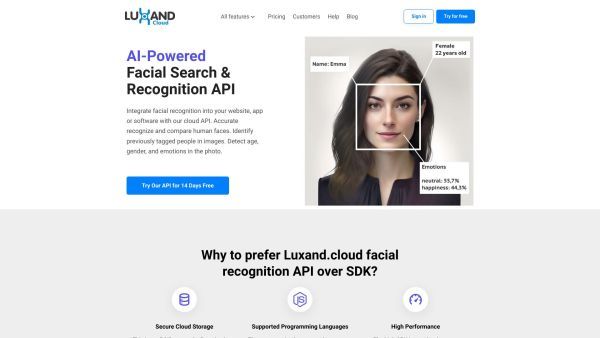 LUXAND
Cloud
All features
Pricing
Customers
Help
Blog
Sign in
Try for free
AI-Powered
Facial Search &
Recognition API
Integrate facial recognition into your website, app
or software with our cloud API. Accurate
recognize and compare human faces. Identify
previously tagged people in images. Detect age,
gender, and emotions in the photo.
Try Our API for 14 Days Free
Name: Emma
Female
22 years old
Emotions
neutral: 55,7%
happiness: 44,3%
Why to prefer Luxand.cloud facial
recognition API over SDK?
Secure Cloud Storage
Supported Programming Languages
High Performance